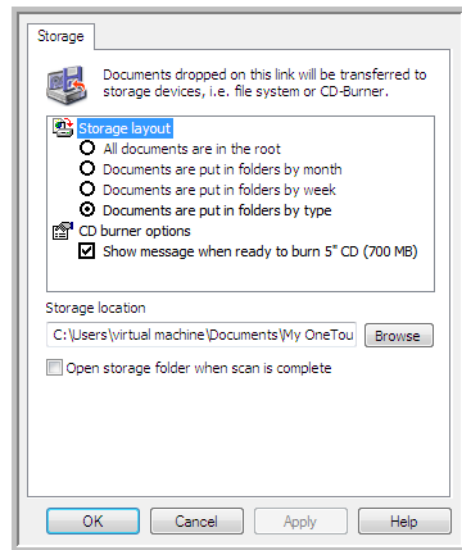 Storage
Documents dropped on this link will be transferred to
storage devices, i.e. file system or CD-Burner.
Storage layout
All documents are in the root
Documents are put in folders by month
Documents are put in folders by week
Documents are put in folders by type
CD burner options
Show message when ready to burn 5" CD (700 MB)
Storage location
C:\Users\virtual machine\Documents\My OneTou
Browse
Open storage folder when scan is complete
OK Cancel Apply Help